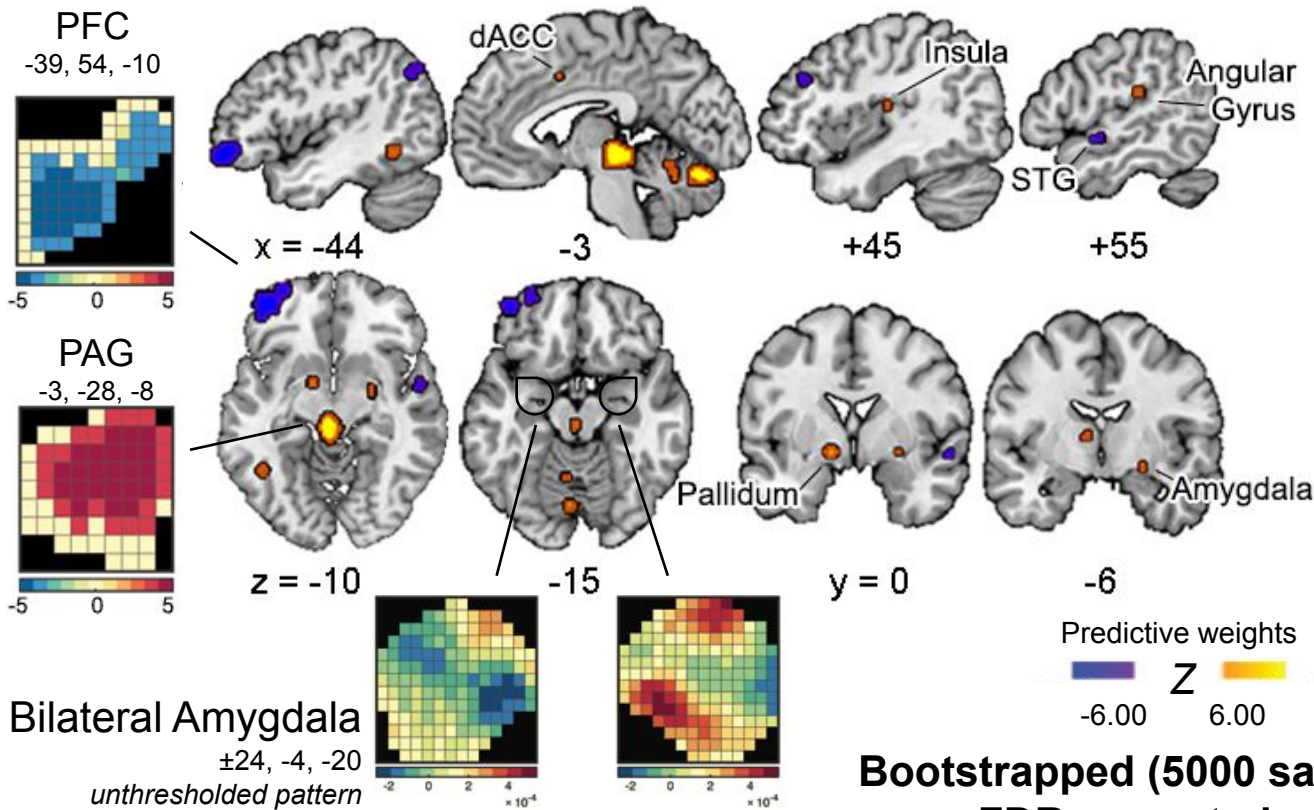 PFC
-39, 54, -10
dACC
Insula
Angular
Gyrus
STG
x = -44
-3
+45
+55
-5 0 5
PAG
-3, -28, -8
-5 0 5
Pallidum
Amygdala
z = -10
-15
y = 0
-6
Bilateral Amygdala
±24, -4, -20
unthresholded pattern
-2 0 2 4
× 10⁻⁴
-2 0 2 4
× 10⁻⁴
Predictive weights
Z
-6.00 6.00
Bootstrapped (5000 sa